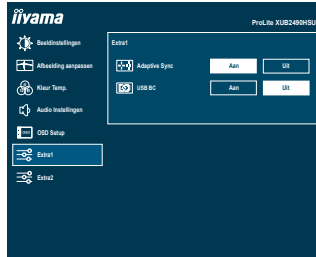 iiyama
ProLite XUB2490HSU
Beeldinstellingen
Afbeelding aanpassen
Kleur Temp.
Audio Instellingen
OSD Setup
Extra1
Extra2
Extra1
Adaptive Sync Aan Uit
USB BC Aan Uit